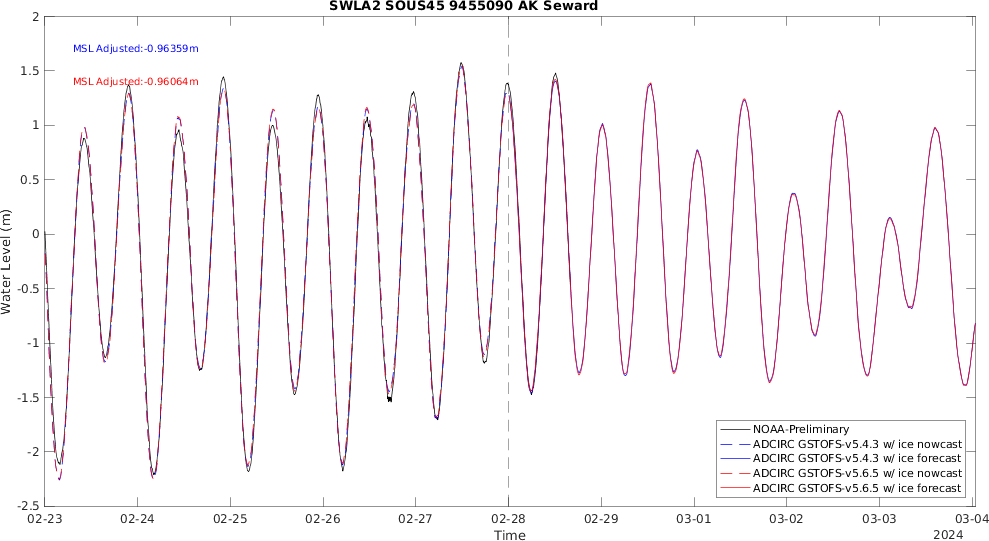 SWLA2 SOUS45 9455090 AK Seward
2
MSL Adjusted:-0.96359m
1.5
MSL Adjusted:-0.96064m
1
0.5
0
Water Level (m)
-0.5
-1
-1.5
-2
-2.5
NOAA-Preliminary
ADCIRC GSTOFS-v5.4.3 w/ ice nowcast
ADCIRC GSTOFS-v5.4.3 w/ ice forecast
ADCIRC GSTOFS-v5.6.5 w/ ice nowcast
ADCIRC GSTOFS-v5.6.5 w/ ice forecast
02-23 02-24 02-25 02-26 02-27 02-28 02-29 03-01 03-02 03-03 03-04
Time
2024